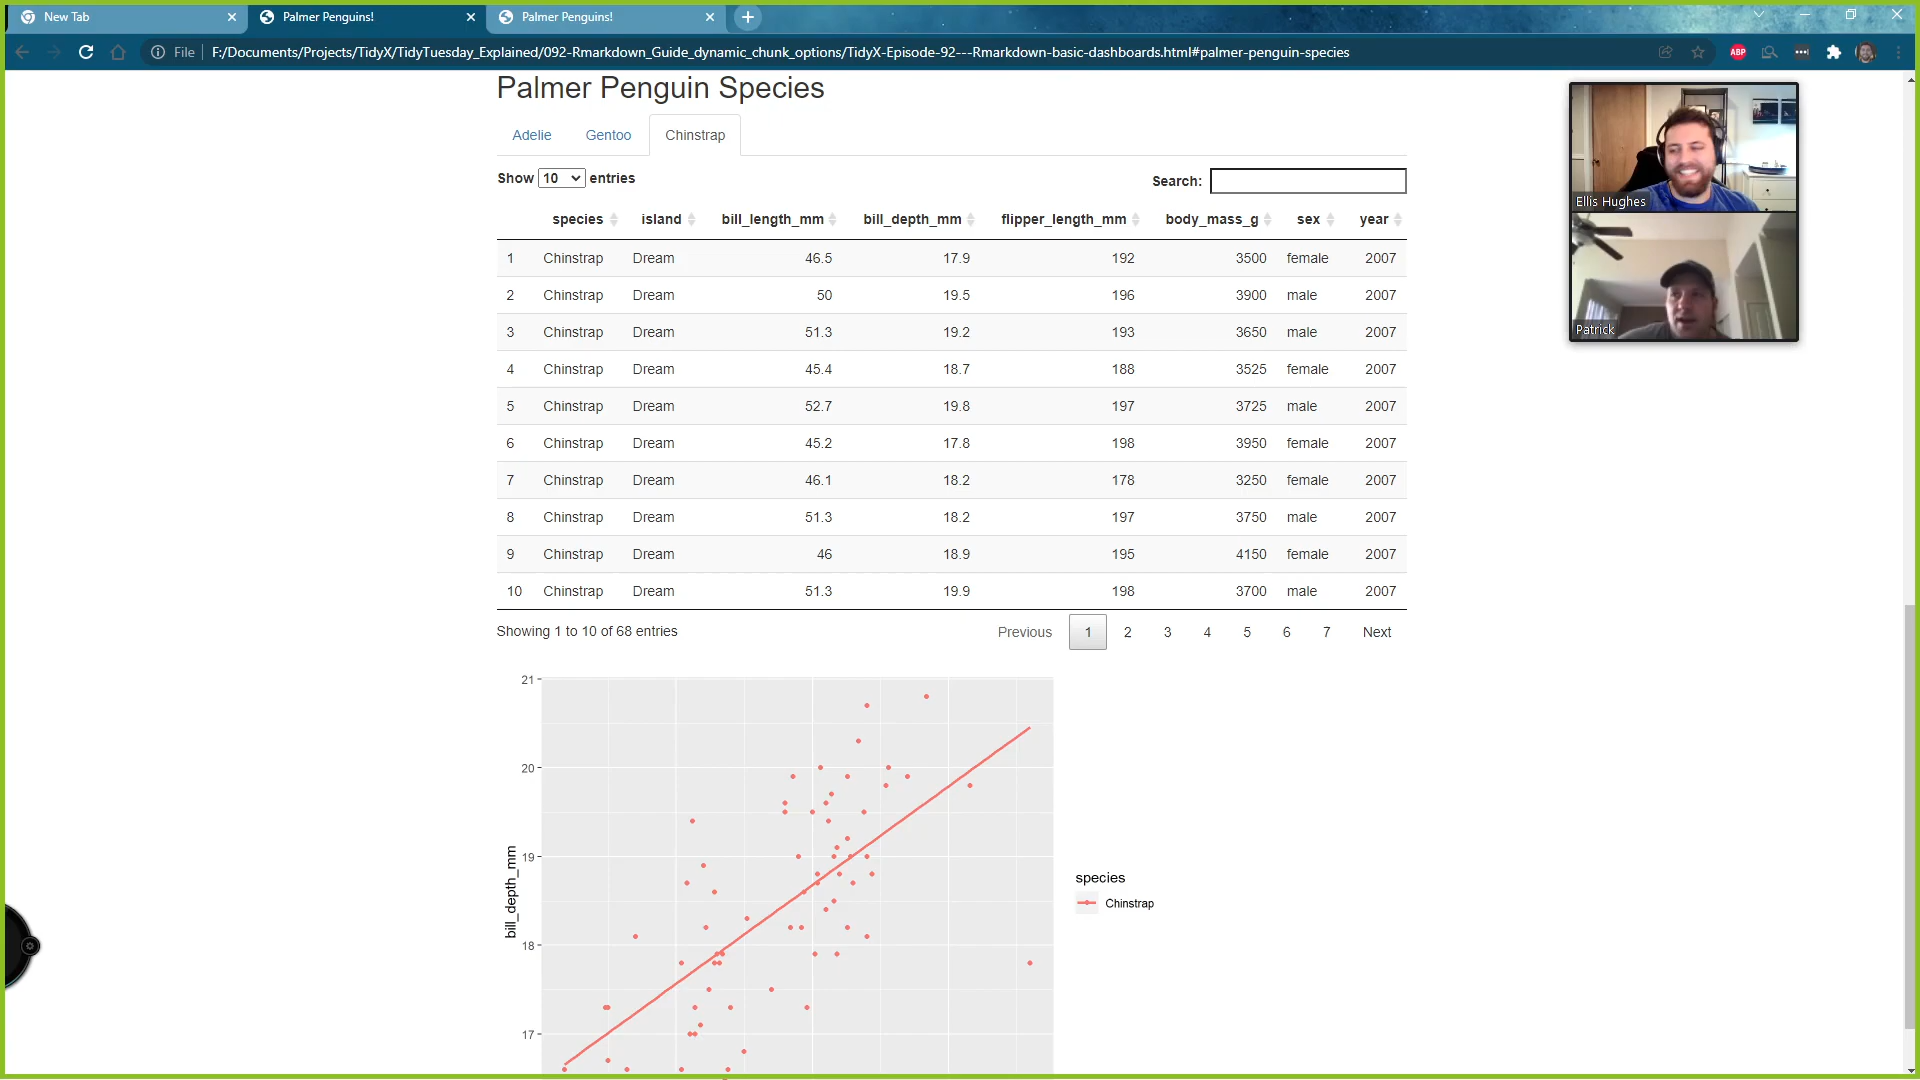 New Tab
Palmer Penguins!
Palmer Penguins!
File F:/Documents/Projects/TidyX/TidyTuesday_Explained/092-Rmarkdown_Guide_dynamic_chunk_options/TidyX-Episode-92---Rmarkdown-basic-dashboards.html#palmer-penguin-species
ABP
Palmer Penguin Species
Adelie Gentoo Chinstrap
Show 10 entries
Search:
species island bill_length_mm bill_depth_mm flipper_length_mm body_mass_g sex year
1 Chinstrap Dream 46.5 17.9 192 3500 female 2007
2 Chinstrap Dream 50 19.5 196 3900 male 2007
3 Chinstrap Dream 51.3 19.2 193 3650 male 2007
4 Chinstrap Dream 45.4 18.7 188 3525 female 2007
5 Chinstrap Dream 52.7 19.8 197 3725 male 2007
6 Chinstrap Dream 45.2 17.8 198 3950 female 2007
7 Chinstrap Dream 46.1 18.2 178 3250 female 2007
8 Chinstrap Dream 51.3 18.2 197 3750 male 2007
9 Chinstrap Dream 46 18.9 195 4150 female 2007
10 Chinstrap Dream 51.3 19.9 198 3700 male 2007
Showing 1 to 10 of 68 entries
Previous 1 2 3 4 5 6 7 Next
21
20
19
18
17
bill_depth_mm
species
Chinstrap
Ellis Hughes
Patrick